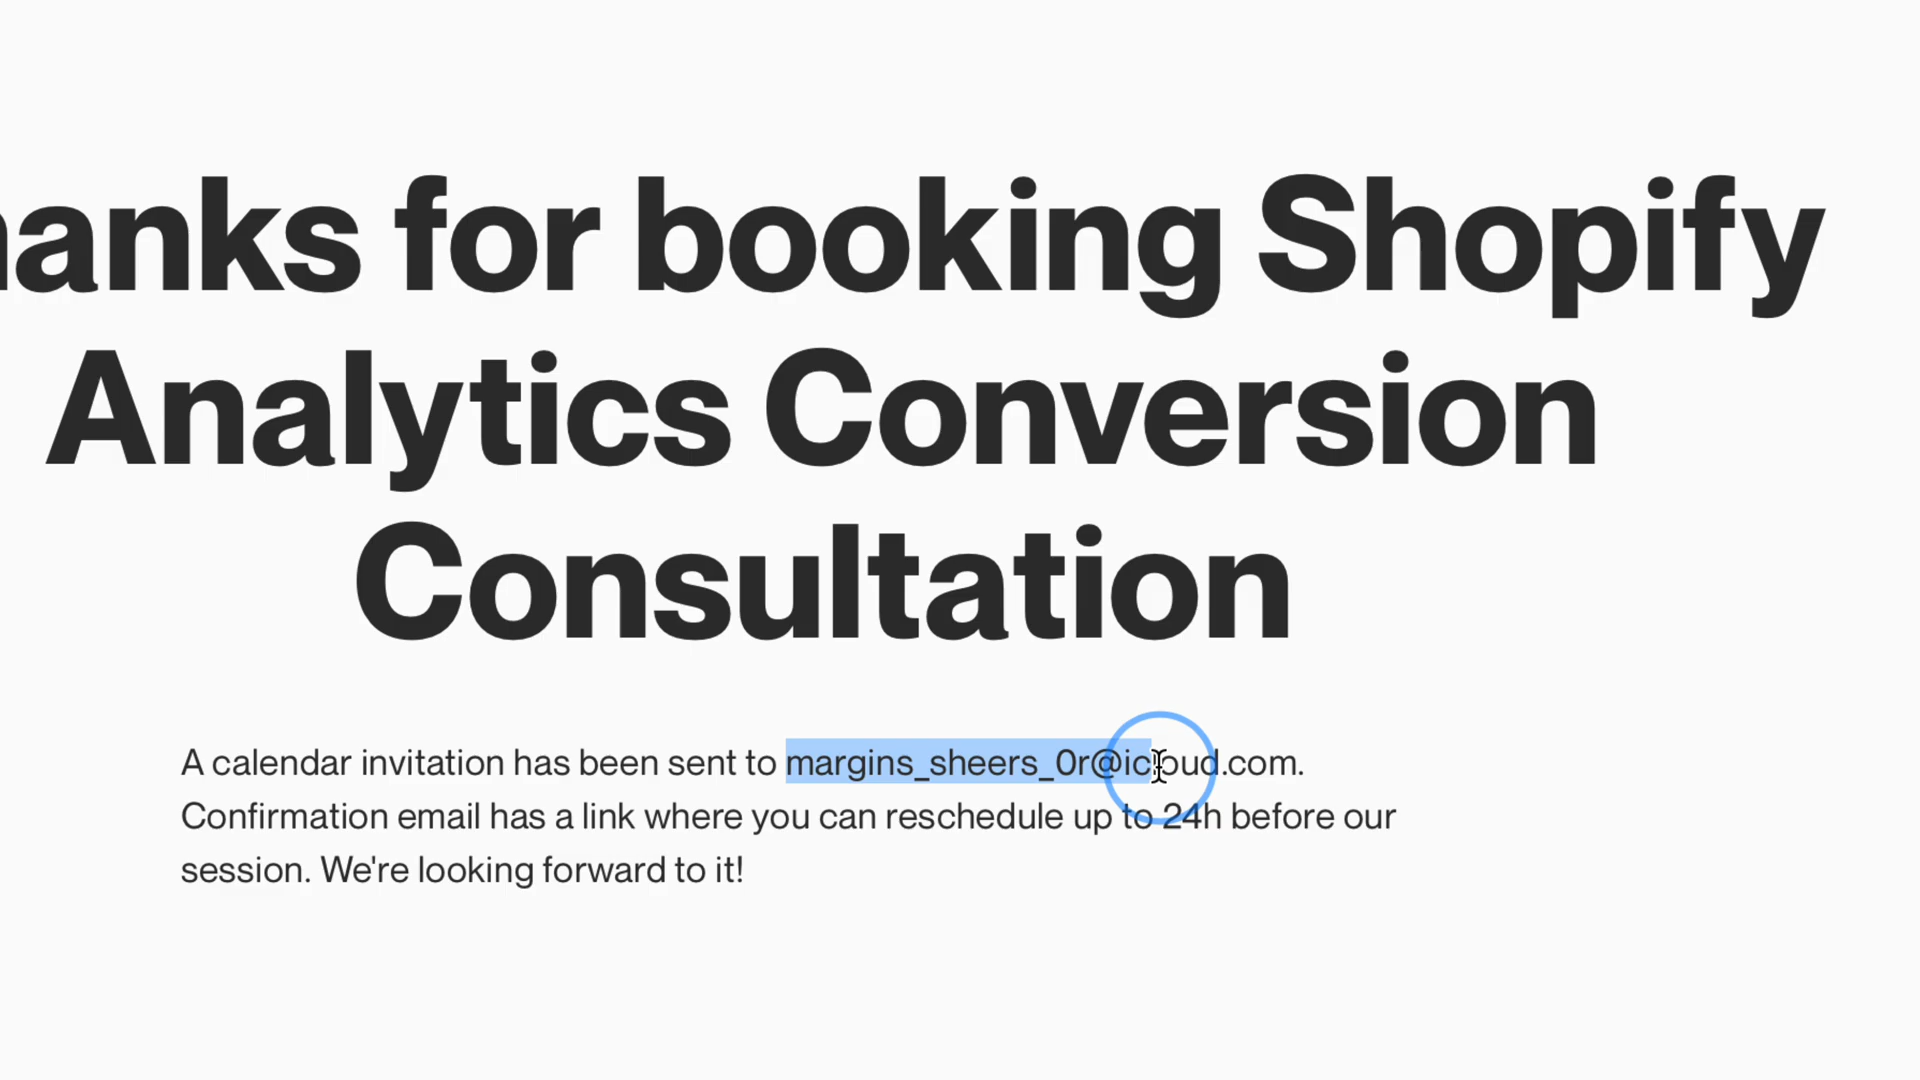 hanks for booking Shopify
Analytics Conversion
Consultation
A calendar invitation has been sent to margins_sheers_0r@icloud.com.
Confirmation email has a link where you can reschedule up to 24h before our
session. We're looking forward to it!